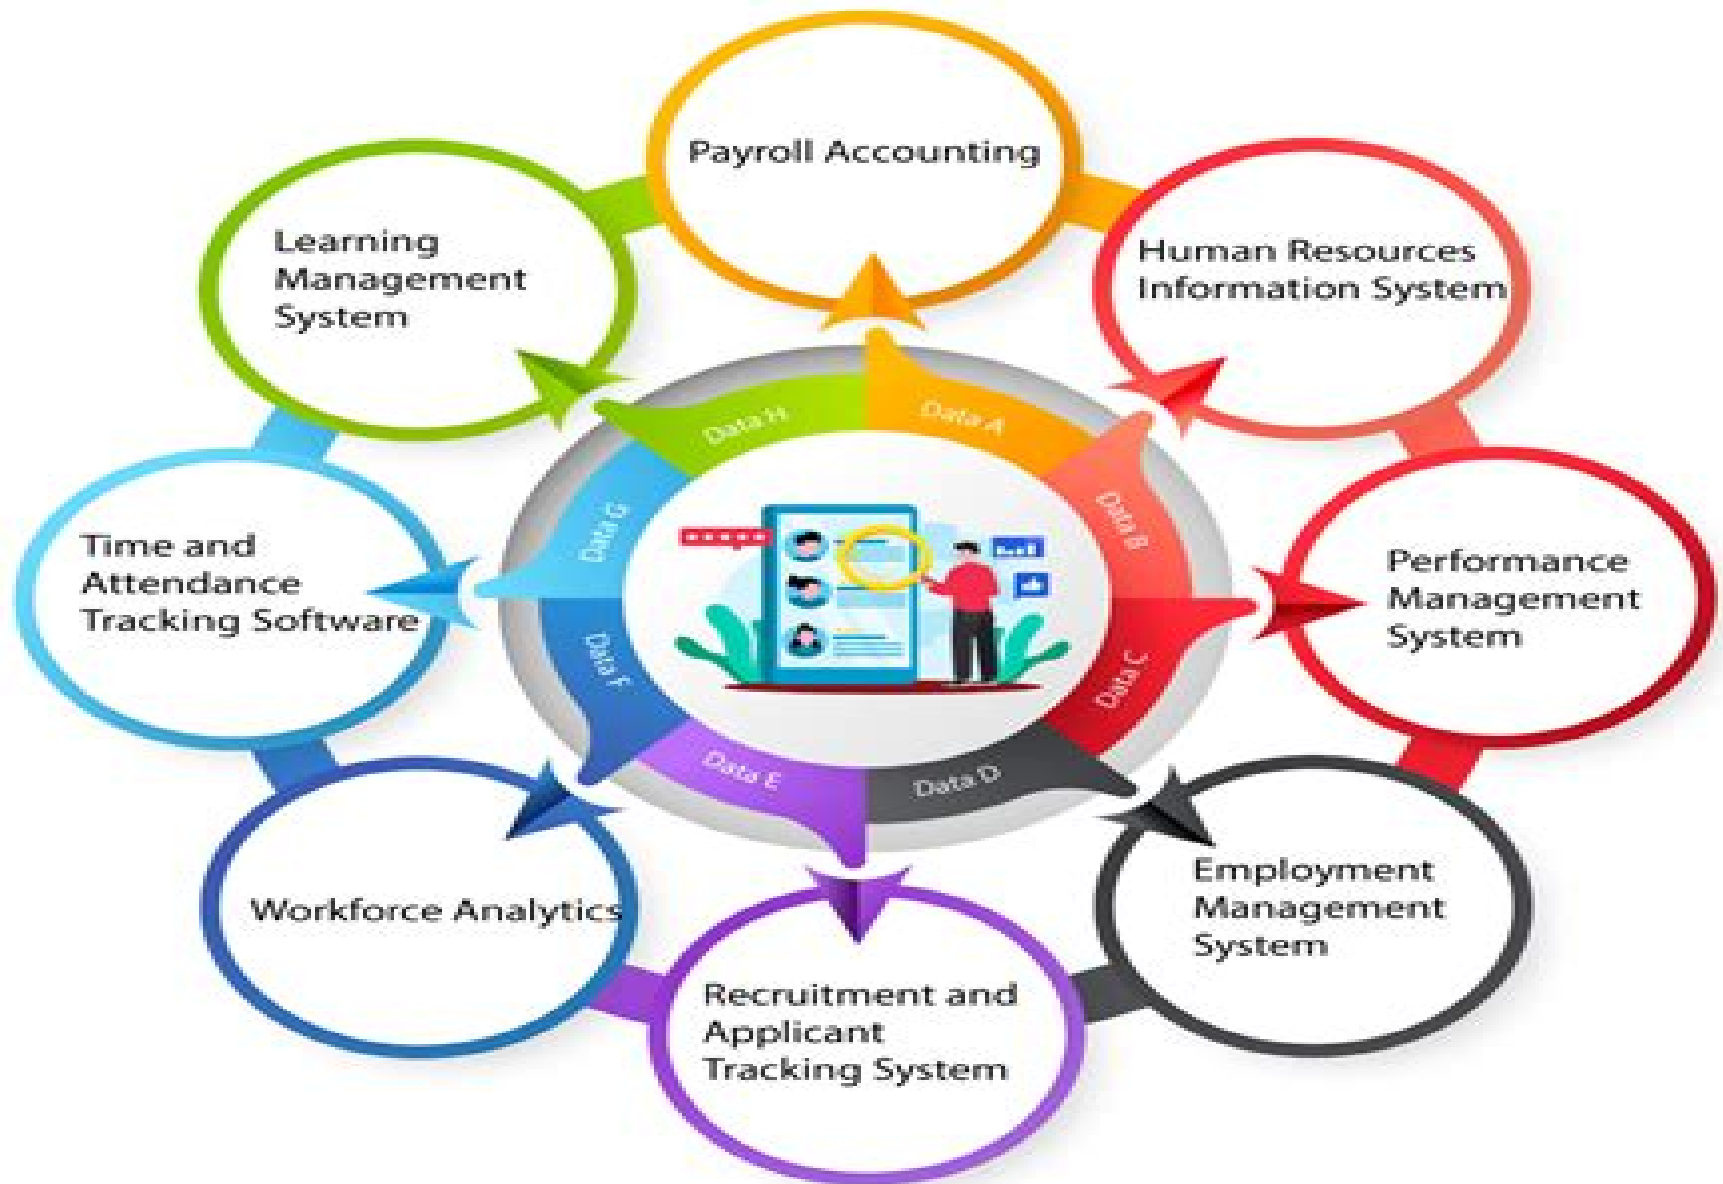 Payroll Accounting
Human Resources
Information System
Performance
Management
System
Employment
Management
System
Recruitment and
Applicant
Tracking System
Workforce Analytics
Time and
Attendance
Tracking Software
Learning
Management
System
Data A
Data B
Data C
Data D
Data E
Data F
Data G
Data H